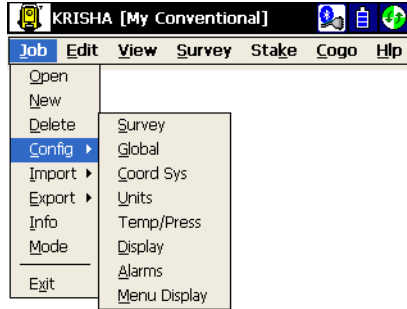 KRISHA [My Conventional]
Job Edit View Survey Stake Cogo Hlp
Open
New
Delete
Config
Import
Export
Info
Mode
Exit
Survey
Global
Coord Sys
Units
Temp/Press
Display
Alarms
Menu Display